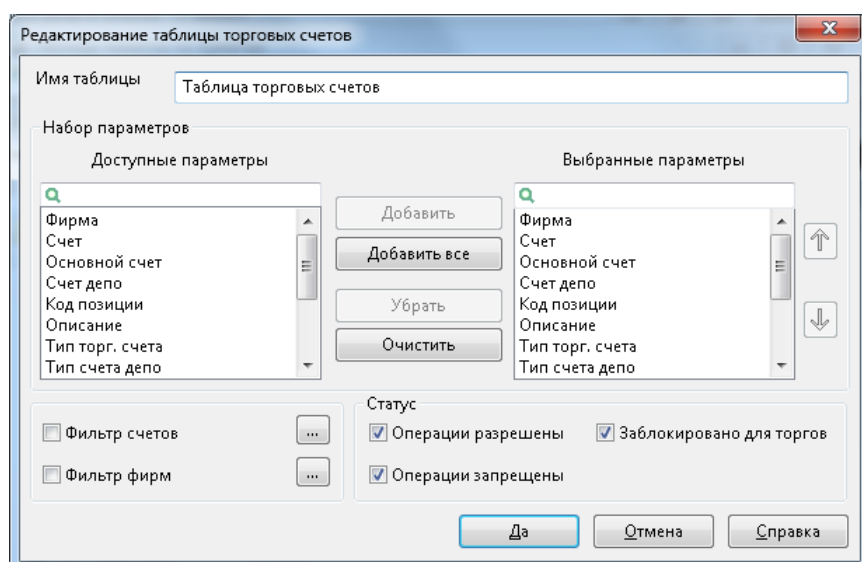 Редактирование таблицы торговых счетов
Имя таблицы
Таблица торговых счетов
Набор параметров
Доступные параметры
Выбранные параметры
Фирма
Счет
Основной счет
Счет депо
Код позиции
Описание
Тип торг. счета
Тип счета депо
Добавить
Добавить все
Убрать
Очистить
Фирма
Счет
Основной счет
Счет депо
Код позиции
Описание
Тип торг. счета
Тип счета депо
Фильтр счетов ...
Фильтр фирм ...
Статус
Операции разрешены
Заблокировано для торгов
Операции запрещены
Да
Отмена
Справка